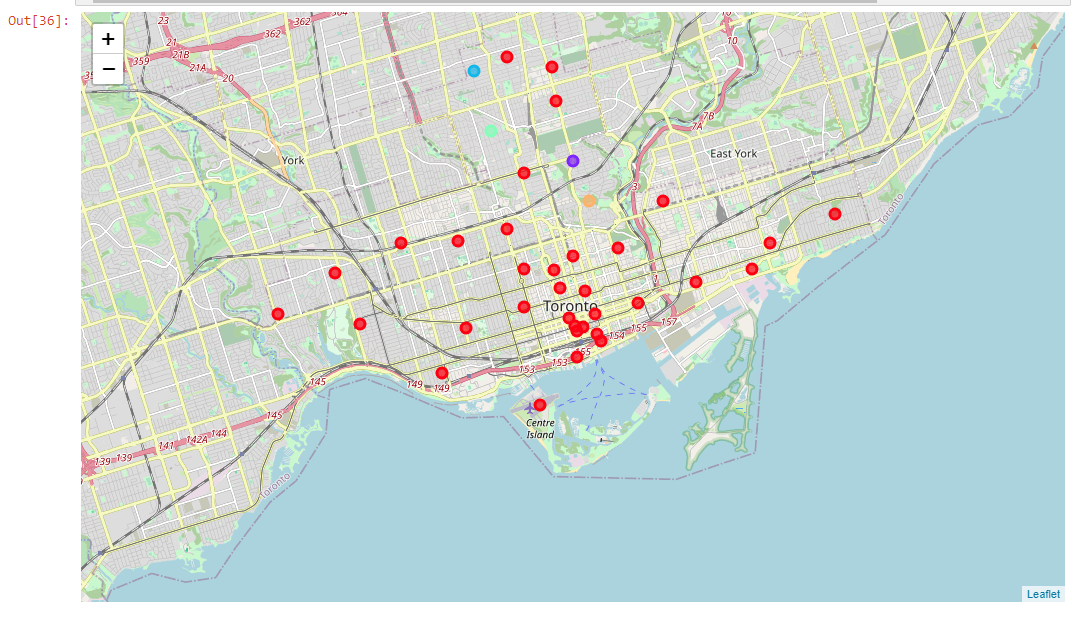 Out[36]:
+
−
23
21
21B
21A
20
359
362
362
10
7B
7A
3
1
York
East York
Toronto
Toronto
157
155
154
155
153
153
149
149
145
145
144
142A
141
139
139
Centre
Island
Toronto
Leaflet